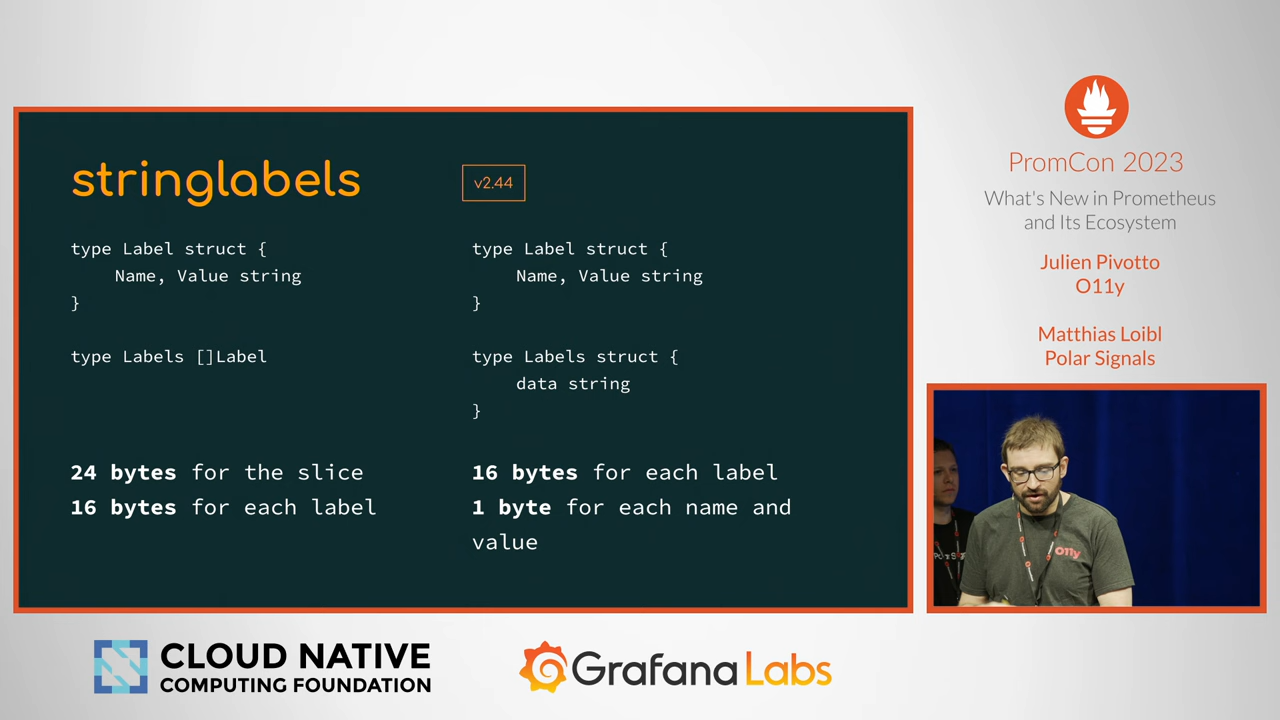 stringlabels
v2.44
type Label struct {
Name, Value string
}
type Labels []Label
24 bytes for the slice
16 bytes for each label
type Label struct {
Name, Value string
}
type Labels struct {
data string
}
16 bytes for each label
1 byte for each name and
value
PromCon 2023
What's New in Prometheus
and Its Ecosystem
Julien Pivotto
O11y
Matthias Loibl
Polar Signals
O11y
CLOUD NATIVE
COMPUTING FOUNDATION
Grafana Labs